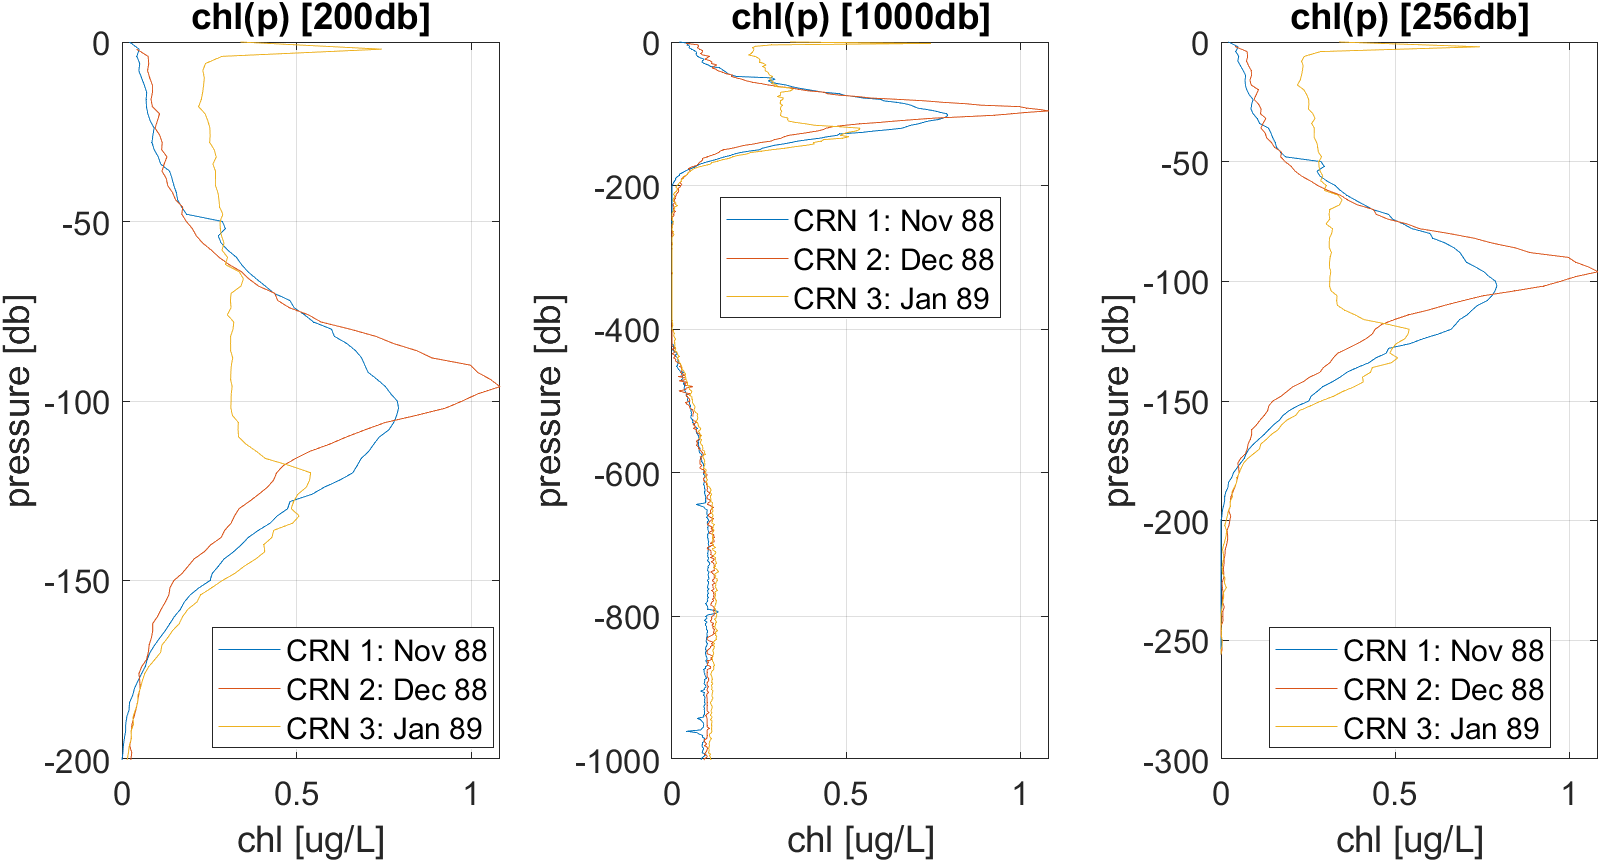 chl(p) [200db]
0
-50
-100
-150
-200
pressure [db]
0
0.5
1
chl [ug/L]
CRN 1: Nov 88
CRN 2: Dec 88
CRN 3: Jan 89
chl(p) [1000db]
0
-200
-400
-600
-800
-1000
pressure [db]
0
0.5
1
chl [ug/L]
CRN 1: Nov 88
CRN 2: Dec 88
CRN 3: Jan 89
chl(p) [256db]
0
-50
-100
-150
-200
-250
-300
pressure [db]
0
0.5
1
chl [ug/L]
CRN 1: Nov 88
CRN 2: Dec 88
CRN 3: Jan 89